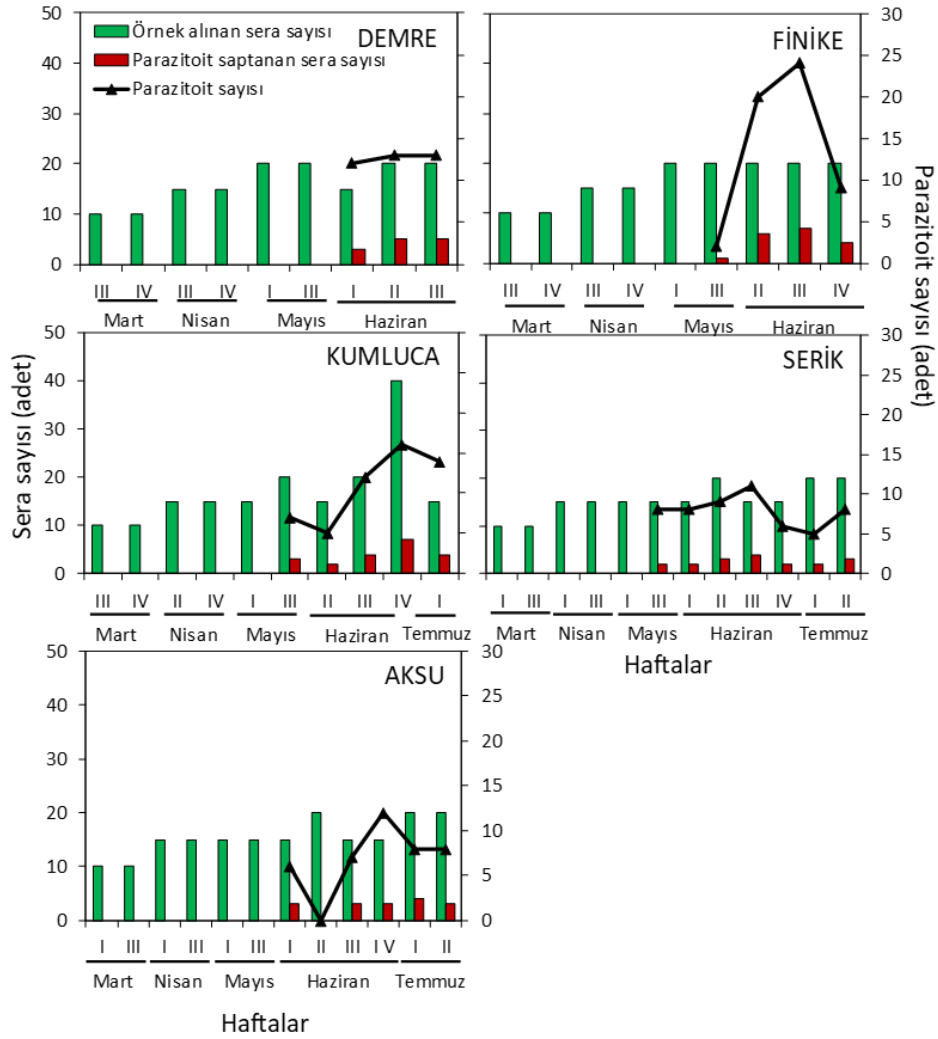 DEMRE
50
40
30
20
10
0
Örnek alınan sera sayısı
Parazitoit saptanan sera sayısı
Parazitoit sayısı
III IV III IV I III I II III
Mart Nisan Mayıs Haziran
FİNİKE
30
25
20
15
10
5
0
III IV III IV I III II III IV
Mart Nisan Mayıs Haziran
Sera sayısı (adet)
Parazitoit sayısı (adet)
KUMLUCA
50
40
30
20
10
0
III IV II IV I III II III IV I
Mart Nisan Mayıs Haziran Temmuz
SERİK
30
25
20
15
10
5
0
I III I III I III I II III IV I II
Mart Nisan Mayıs Haziran Temmuz
Haftalar
AKSU
50
40
30
20
10
0
30
25
20
15
10
5
0
I III I III I III I II III I V I II
Mart Nisan Mayıs Haziran Temmuz
Haftalar